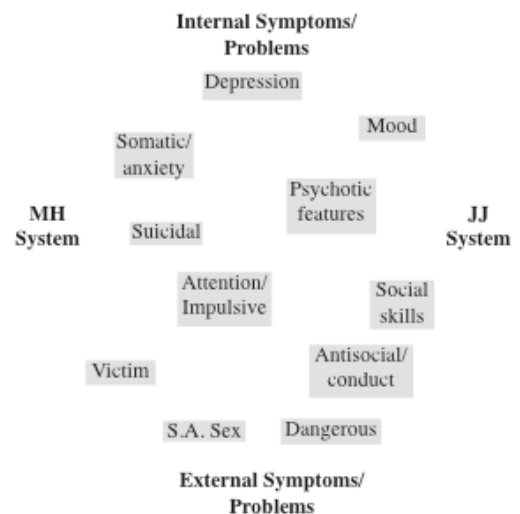 Internal Symptoms/
Problems
Depression
Mood
Somatic/
anxiety
Psychotic
features
MH
System
JJ
System
Suicidal
Attention/
Impulsive
Social
skills
Antisocial/
conduct
Victim
S.A. Sex
Dangerous
External Symptoms/
Problems